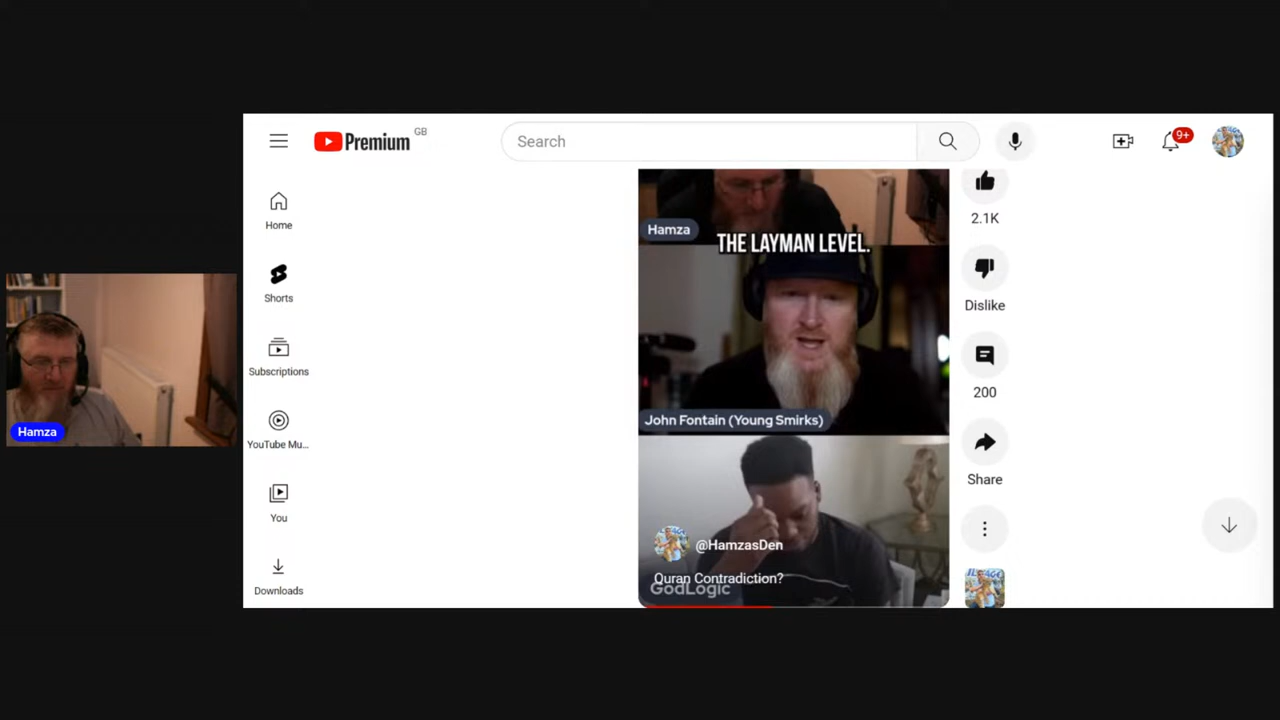 Premium GB
Search
9+
Home
Shorts
Subscriptions
YouTube Mu...
You
Downloads
Hamza
Hamza
THE LAYMAN LEVEL.
John Fontain (Young Smirks)
@HamzasDen
Quran Contradiction?
GodLogic
2.1K
Dislike
200
Share